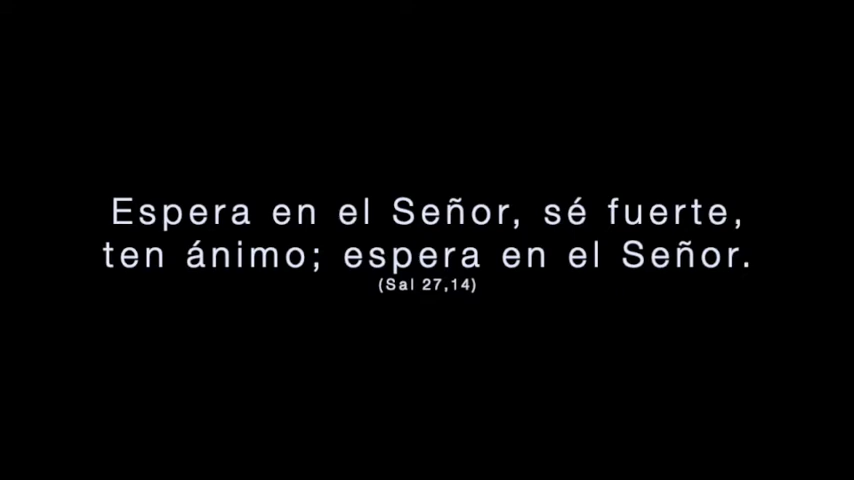 Espera en el Señor, sé fuerte,
ten ánimo; espera en el Señor.
(Sal 27,14)